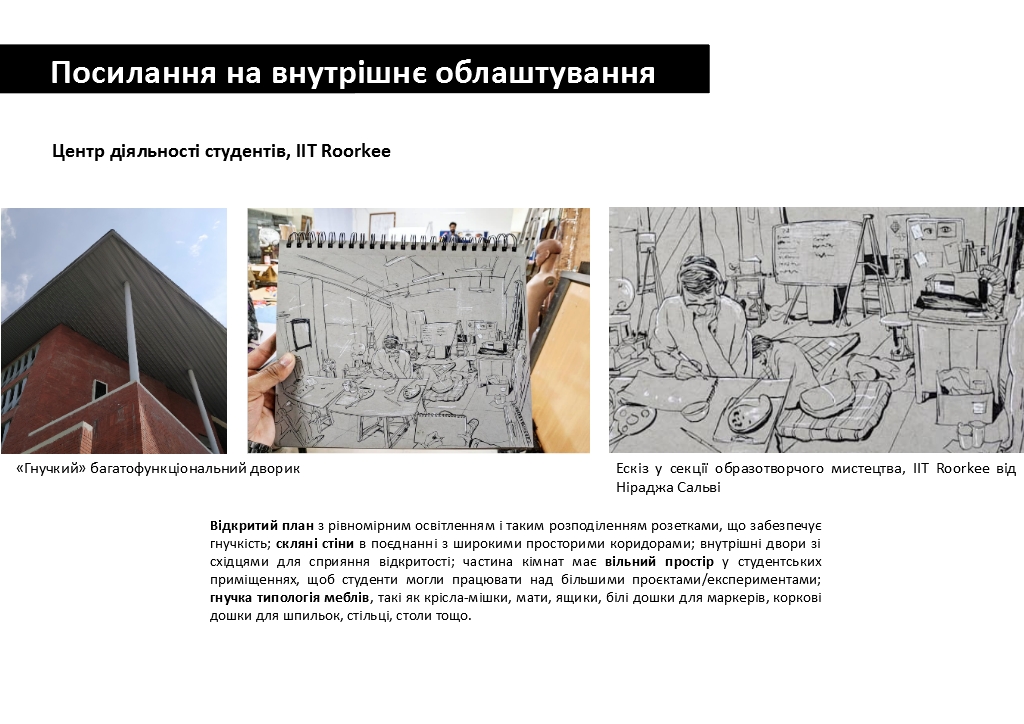 Посилання на внутрішнє облаштування
Центр діяльності студентів, IIT Roorkee
«Гнучкий» багатофункціональний дворик
Ескіз у секції образотворчого мистецтва, IIT Roorkee від
Ніраджа Сальві
Відкритий план з рівномірним освітленням і таким розподіленням розетками, що забезпечує
гнучкість; скляні стіни в поєднанні з широкими просторими коридорами; внутрішні двори зі
східцями для сприяння відкритості; частина кімнат має вільний простір у студентських
приміщеннях, щоб студенти могли працювати над більшими проєктами/експериментами;
гнучка типологія меблів, такі як крісла-мішки, мати, ящики, білі дошки для маркерів, коркові
дошки для шпильок, стільці, столи тощо.